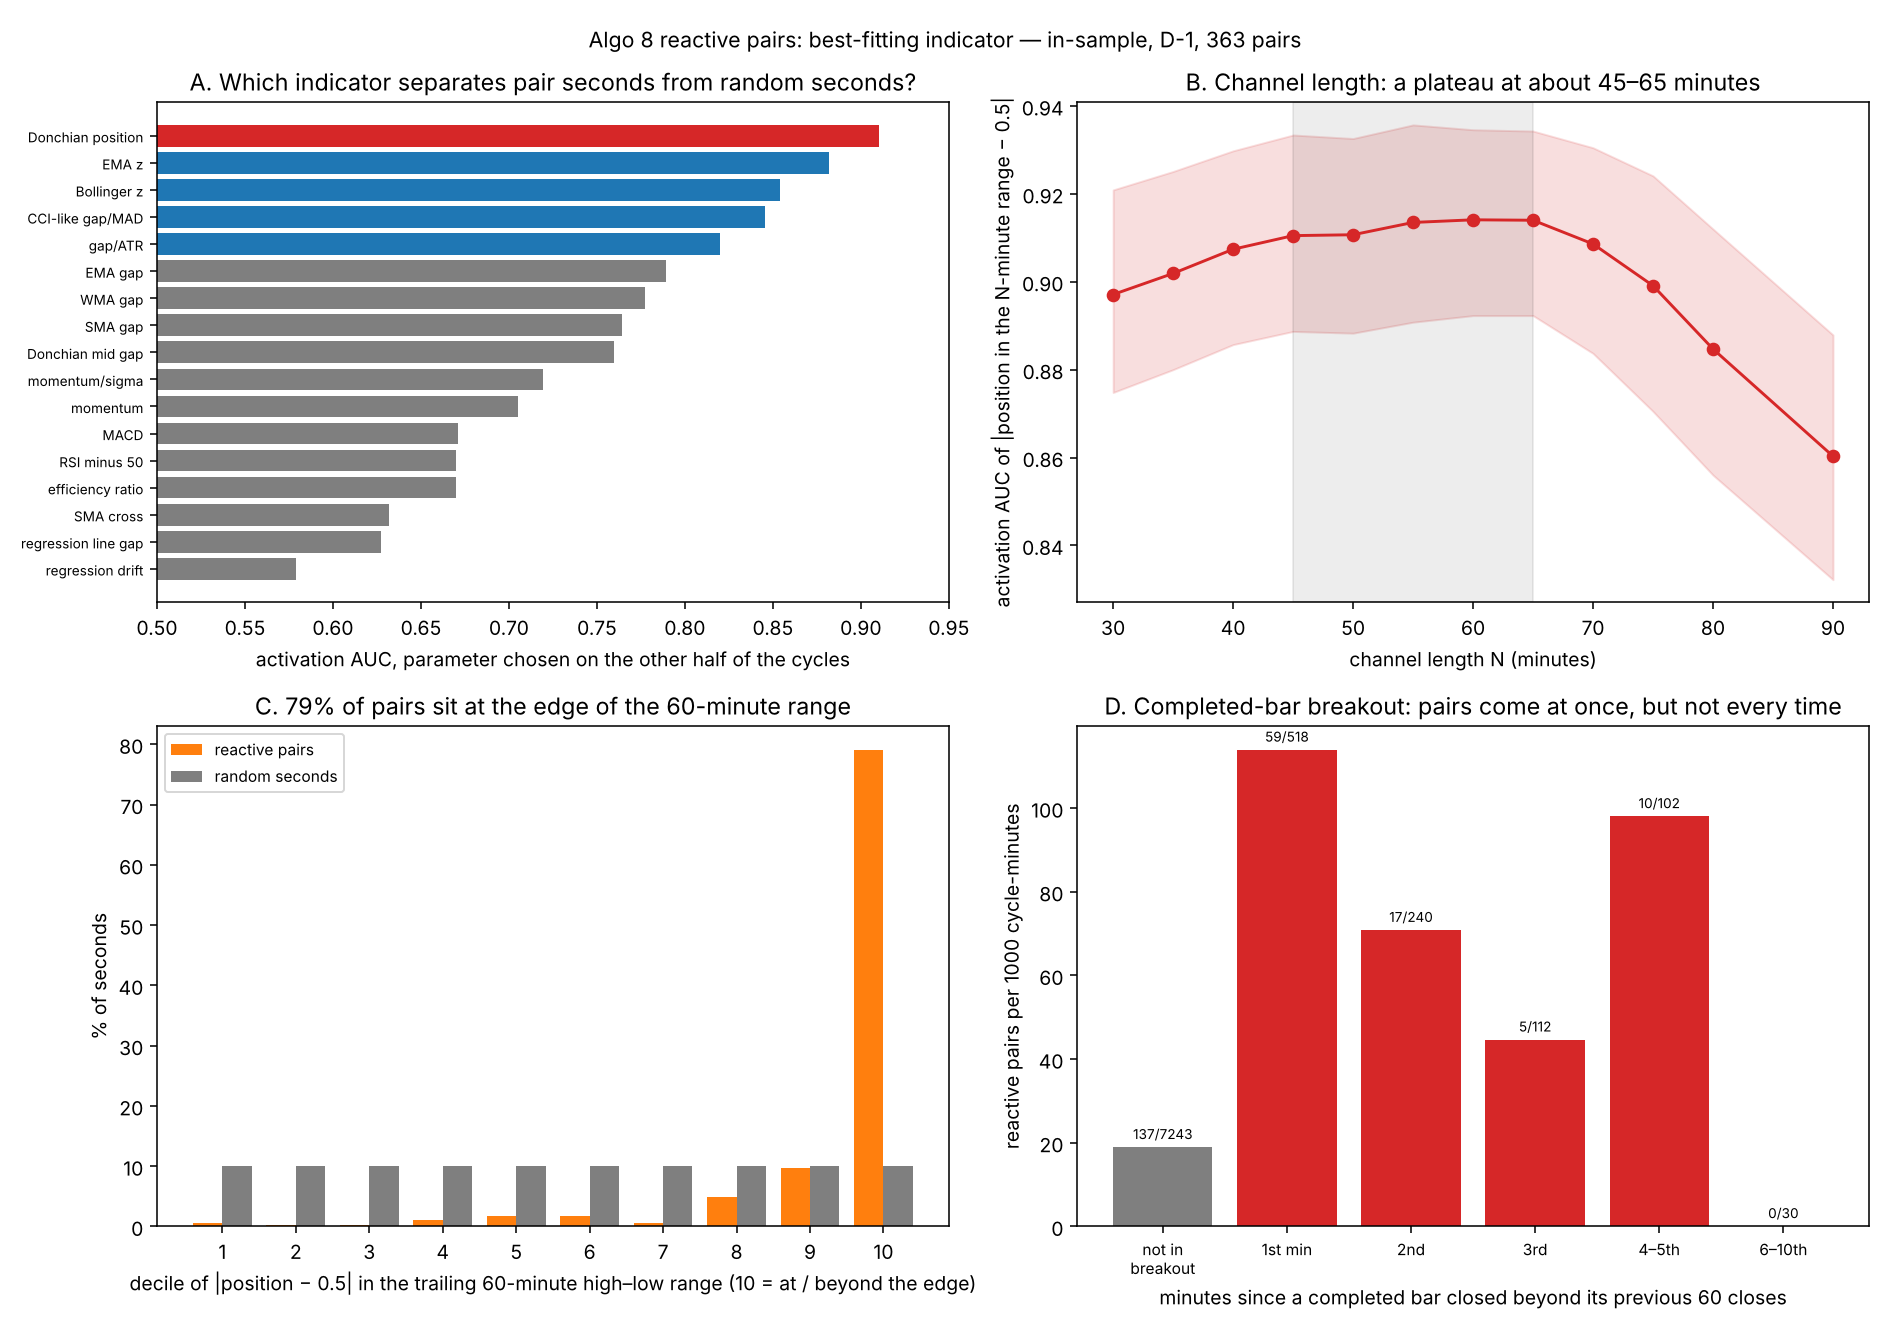 Algo 8 reactive pairs: best-fitting indicator — in-sample, D-1, 363 pairs
A. Which indicator separates pair seconds from random seconds?
Donchian position
EMA z
Bollinger z
CCI-like gap/MAD
gap/ATR
EMA gap
WMA gap
SMA gap
Donchian mid gap
momentum/sigma
momentum
MACD
RSI minus 50
efficiency ratio
SMA cross
regression line gap
regression drift
0.50 0.55 0.60 0.65 0.70 0.75 0.80 0.85 0.90 0.95
activation AUC, parameter chosen on the other half of the cycles
B. Channel length: a plateau at about 45–65 minutes
activation AUC of |position in the N-minute range − 0.5|
0.94
0.92
0.90
0.88
0.86
0.84
30 40 50 60 70 80 90
channel length N (minutes)
C. 79% of pairs sit at the edge of the 60-minute range
reactive pairs
random seconds
% of seconds
80
70
60
50
40
30
20
10
0
1 2 3 4 5 6 7 8 9 10
decile of |position − 0.5| in the trailing 60-minute high–low range (10 = at / beyond the edge)
D. Completed-bar breakout: pairs come at once, but not every time
reactive pairs per 1000 cycle-minutes
100
80
60
40
20
0
137/7243
59/518
17/240
5/112
10/102
0/30
not in
breakout
1st min
2nd
3rd
4–5th
6–10th
minutes since a completed bar closed beyond its previous 60 closes